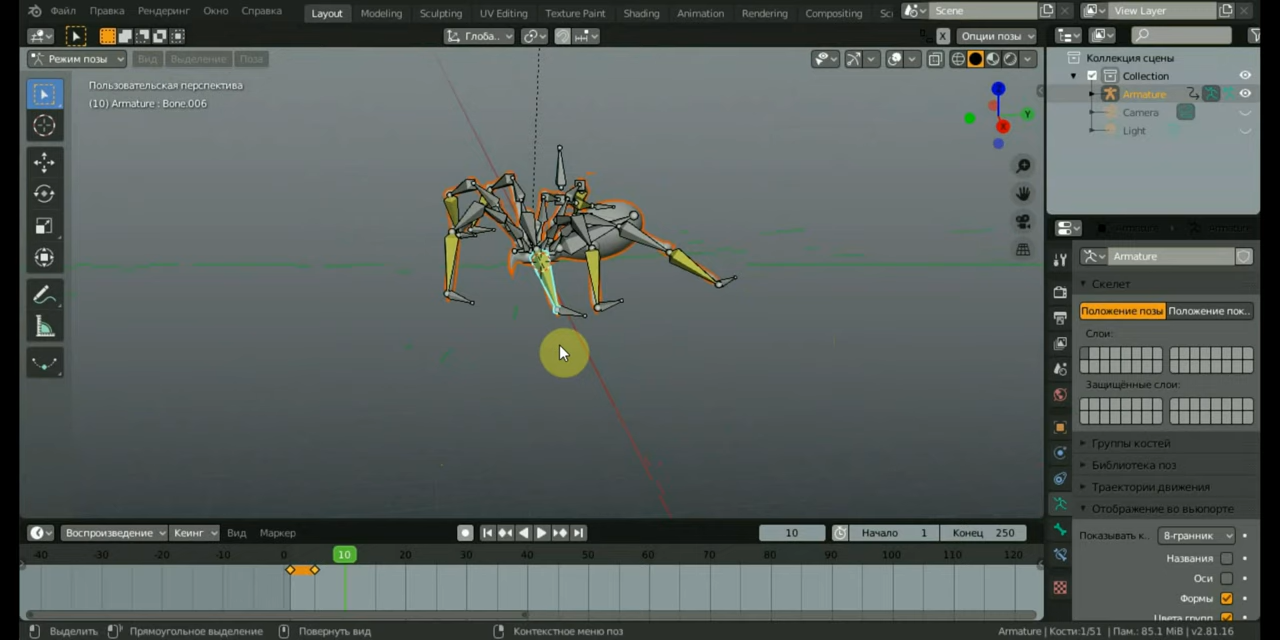 Файл Правка Рендеринг Окно Справка Layout Modeling Sculpting UV Editing Texture Paint Shading Animation Rendering Compositing Sc Scene View Layer
Глоба.. X Опции позы
Режим позы Вид Выделение Поза
Пользовательская перспектива
(10) Armature : Bone.006
Z
Y
X
Коллекция сцены
Collection
Armature
Camera
Light
Armature
Скелет
Положение позы Положение пок..
Слои:
Защищённые слои:
Группы костей
Библиотека поз
Траектории движения
Отображение во вьюпорте
Показывать к.. 8-гранник
Названия
Оси
Формы
Цвета групп
Воспроизведение Кеинг Вид Маркер 10 Начало 1 Конец 250
-40 -30 -20 -10 0 10 20 30 40 50 60 70 80 90 100 110 120
Выделить Прямоугольное выделение Повернуть вид Контекстное меню поз Armature | Кости:1/51 | Пам.: 85.1 MiB | v2.81.16